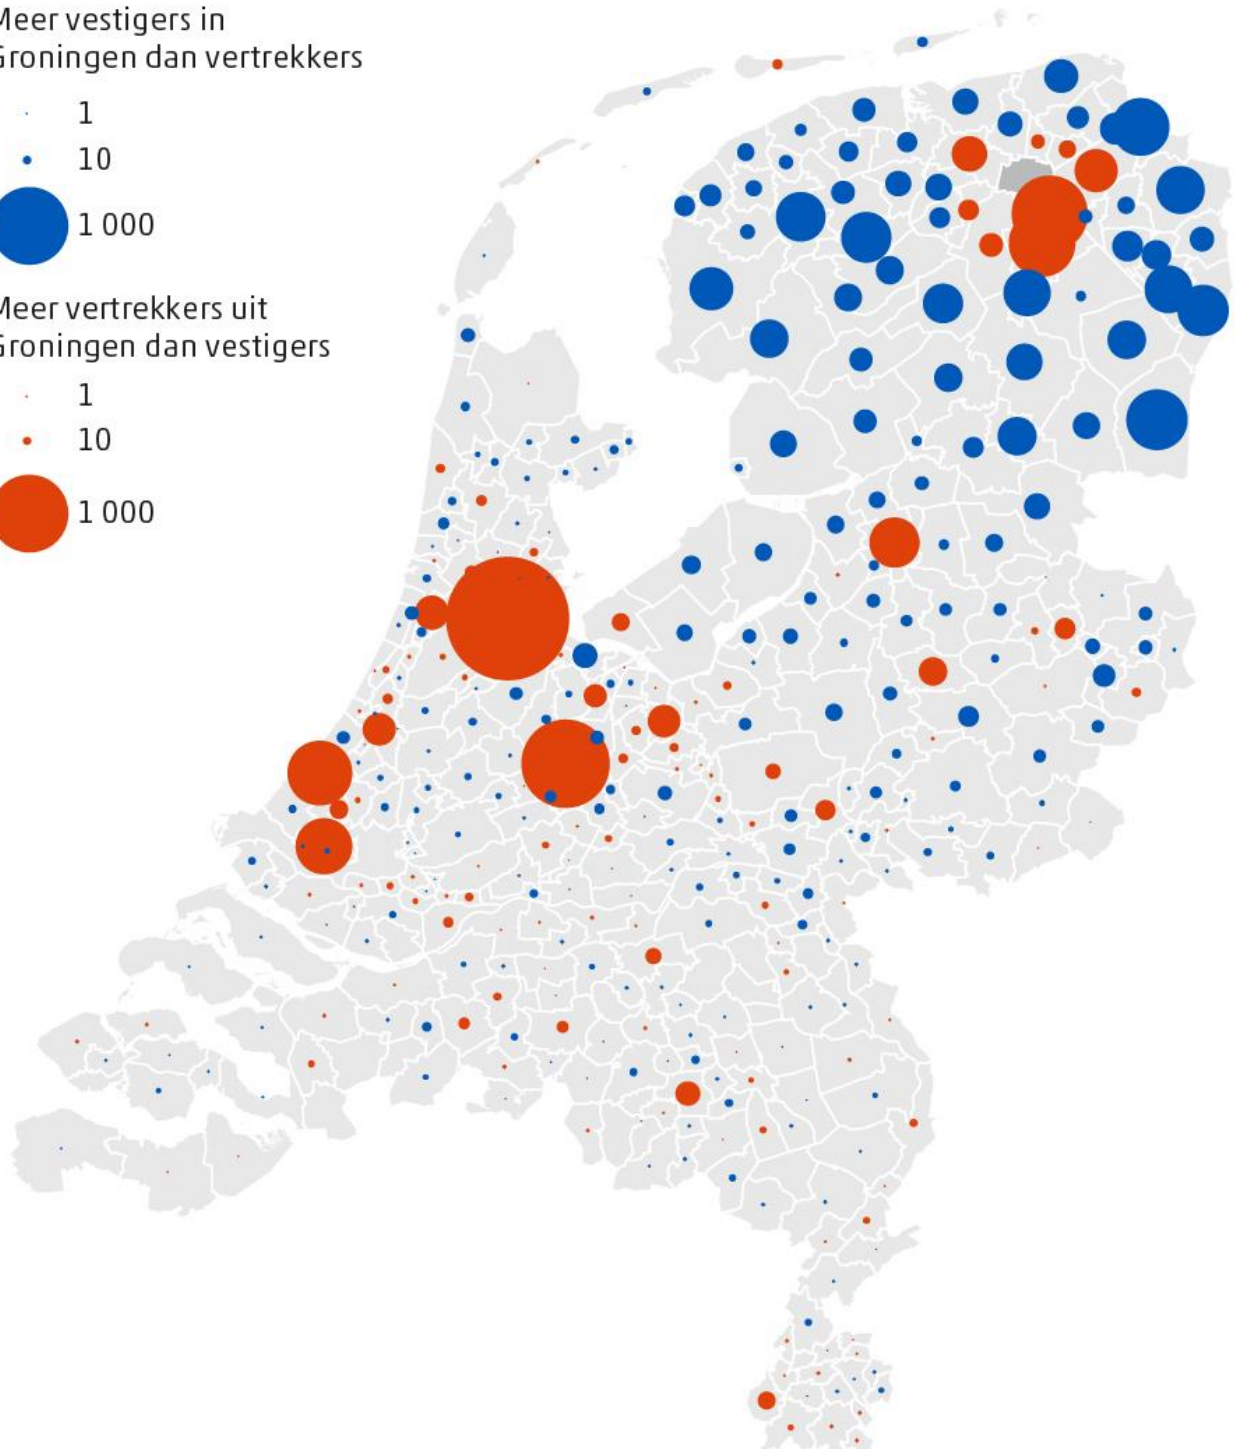 Meer vestigers in
Groningen dan vertrekkers
1
10
1 000
Meer vertrekkers uit
Groningen dan vestigers
1
10
1 000